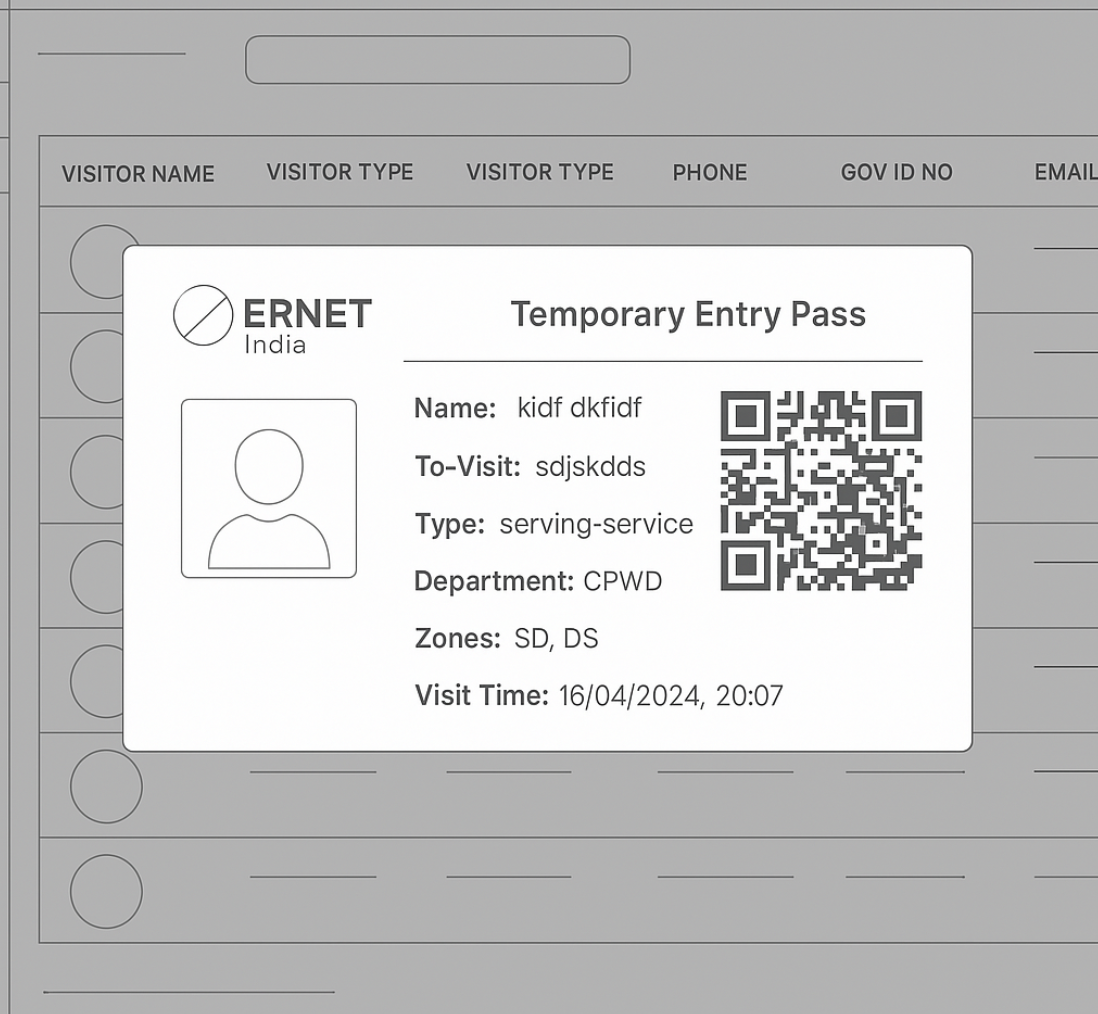 VISITOR NAME VISITOR TYPE VISITOR TYPE PHONE GOV ID NO EMAIL
ERNET
India
Temporary Entry Pass
Name: kidf dkfidf
To-Visit: sdjskdds
Type: serving-service
Department: CPWD
Zones: SD, DS
Visit Time: 16/04/2024, 20:07